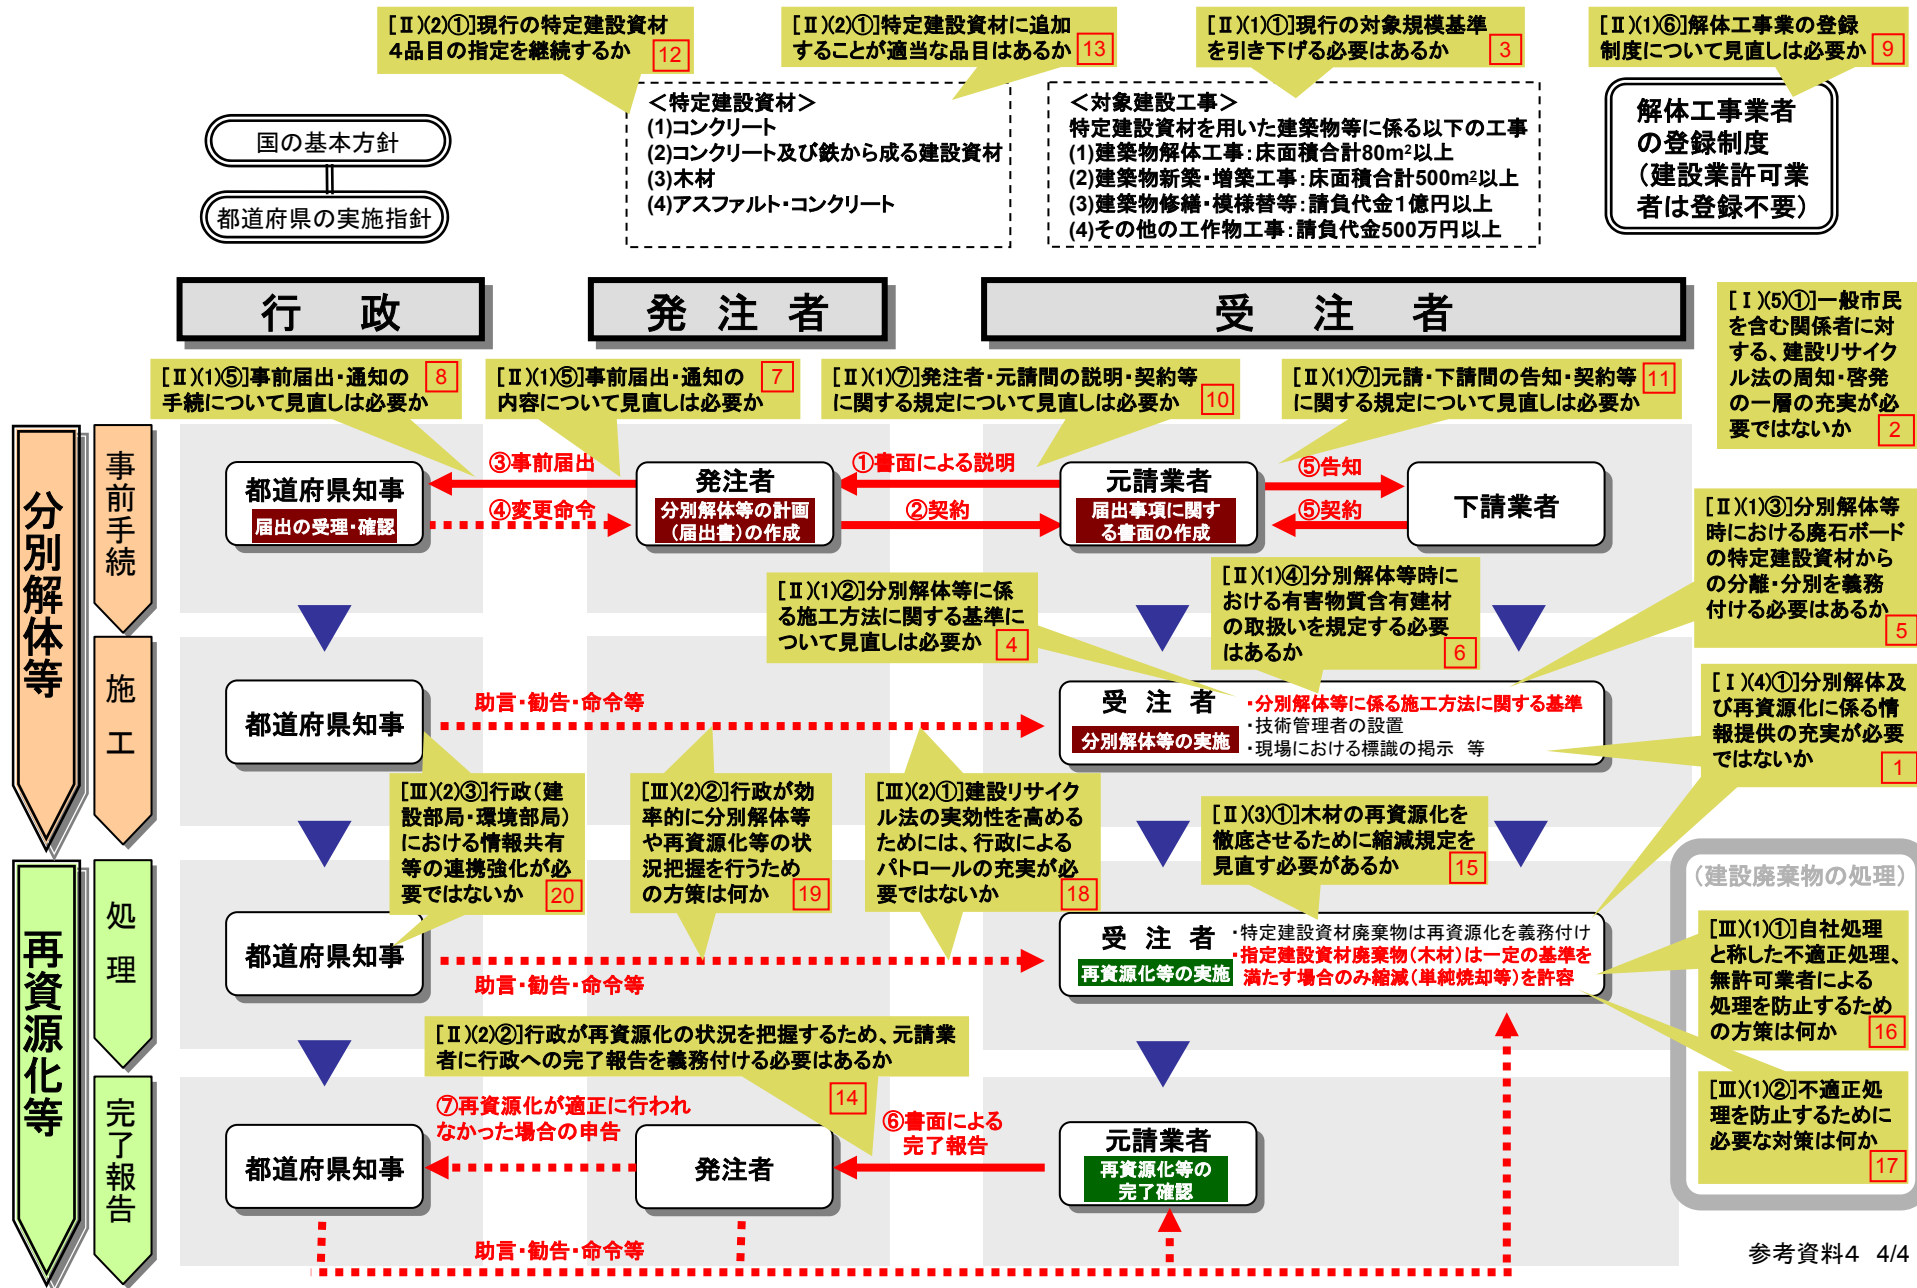 [Ⅱ)(2)①]現行の特定建設資材
4品目の指定を継続するか
12
[Ⅱ)(2)①]特定建設資材に追加
することが適当な品目はあるか
13
[Ⅱ)(1)①]現行の対象規模基準
を引き下げる必要はあるか
3
[Ⅱ)(1)⑥]解体工事業の登録
制度について見直しは必要か
9
国の基本方針
都道府県の実施指針
＜特定建設資材＞
(1)コンクリート
(2)コンクリート及び鉄から成る建設資材
(3)木材
(4)アスファルト・コンクリート
＜対象建設工事＞
特定建設資材を用いた建築物等に係る以下の工事
(1)建築物解体工事：床面積合計80m²以上
(2)建築物新築・増築工事：床面積合計500m²以上
(3)建築物修繕・模様替等：請負代金1億円以上
(4)その他の工作物工事：請負代金500万円以上
解体工事業者
の登録制度
（建設業許可業
者は登録不要）
行 政
発 注 者
受 注 者
[Ⅰ)(5)①]一般市民
を含む関係者に対
する、建設リサイク
ル法の周知・啓発
の一層の充実が必
要ではないか
2
[Ⅱ)(1)⑤]事前届出・通知の
手続について見直しは必要か
8
[Ⅱ)(1)⑤]事前届出・通知の
内容について見直しは必要か
7
[Ⅱ)(1)⑦]発注者・元請間の説明・契約等
に関する規定について見直しは必要か
10
[Ⅱ)(1)⑦]元請・下請間の告知・契約等
に関する規定について見直しは必要か
11
分別解体等
事前手続
都道府県知事
届出の受理・確認
③事前届出
④変更命令
発注者
分別解体等の計画
（届出書）の作成
①書面による説明
②契約
元請業者
届出事項に関す
る書面の作成
⑤告知
⑤契約
下請業者
[Ⅱ)(1)③]分別解体等
時における廃石ボード
の特定建設資材から
の分離・分別を義務
付ける必要はあるか
5
[Ⅱ)(1)②]分別解体等に係
る施工方法に関する基準に
ついて見直しは必要か
4
[Ⅱ)(1)④]分別解体等時に
おける有害物質含有建材
の取扱いを規定する必要
はあるか
6
施工
都道府県知事
助言・勧告・命令等
受 注 者
分別解体等の実施
・分別解体等に係る施工方法に関する基準
・技術管理者の設置
・現場における標識の掲示 等
[Ⅰ)(4)①]分別解体及
び再資源化に係る情
報提供の充実が必要
ではないか
1
[Ⅲ)(2)③]行政（建
設部局・環境部局）
における情報共有
等の連携強化が必
要ではないか
20
[Ⅲ)(2)②]行政が効
率的に分別解体等
や再資源化等の状
況把握を行うため
の方策は何か
19
[Ⅲ)(2)①]建設リサイク
ル法の実効性を高める
ためには、行政による
パトロールの充実が必
要ではないか
18
[Ⅱ)(3)①]木材の再資源化を
徹底させるために縮減規定を
見直す必要があるか
15
再資源化等
処理
都道府県知事
助言・勧告・命令等
受 注 者
再資源化等の実施
・特定建設資材廃棄物は再資源化を義務付け
・指定建設資材廃棄物（木材）は一定の基準を
満たす場合のみ縮減（単純焼却等）を許容
（建設廃棄物の処理）
[Ⅲ)(1)①]自社処理
と称した不適正処理、
無許可業者による
処理を防止するため
の方策は何か
16
[Ⅲ)(1)②]不適正処
理を防止するために
必要な対策は何か
17
[Ⅱ)(2)②]行政が再資源化の状況を把握するため、元請業
者に行政への完了報告を義務付ける必要はあるか
14
完了報告
都道府県知事
⑦再資源化が適正に行われ
なかった場合の申告
発注者
⑥書面による
完了報告
元請業者
再資源化等の
完了確認
助言・勧告・命令等
参考資料4 4/4